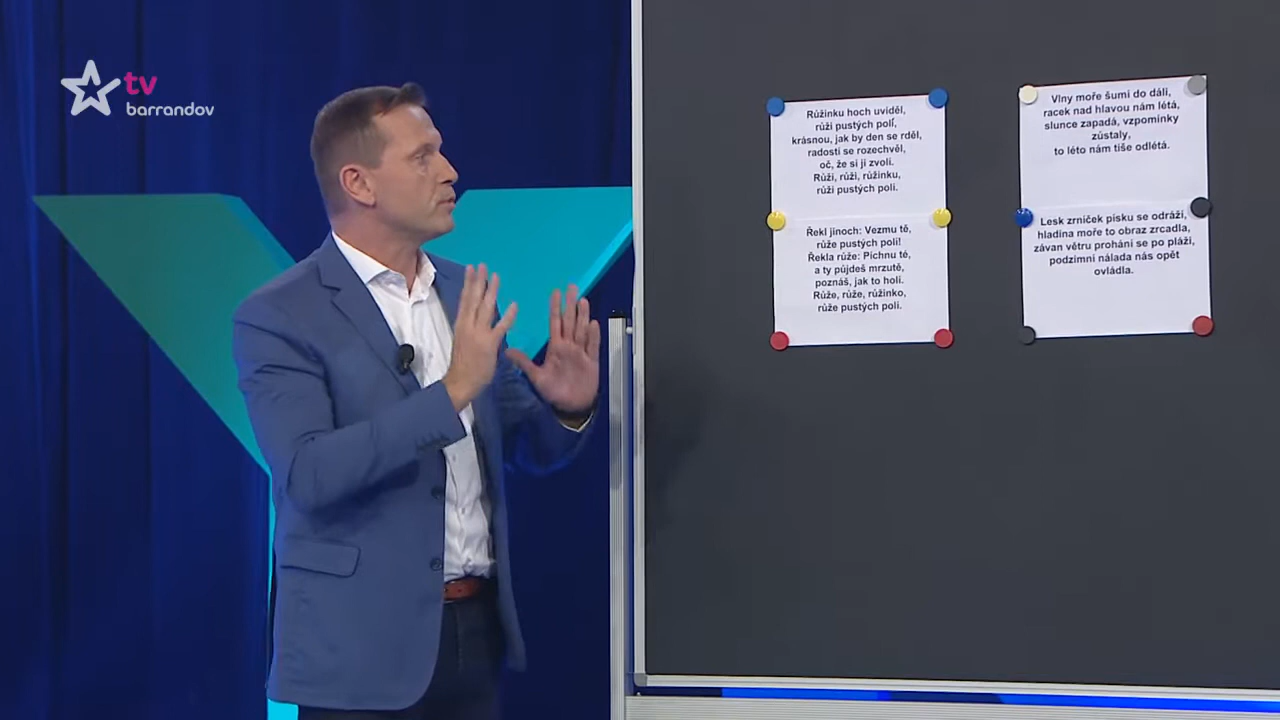 tv
barrandov
Růžinku hoch uviděl,
růži pustých polí,
krásnou, jak by den se rděl,
radostí se rozechvěl,
oč, že si ji zvolí.
Růži, růži, růžinku,
růži pustých polí.
Řekl jinoch: Vezmu tě,
růže pustých polí!
Řekla růže: Píchnu tě,
a ty půjdeš mrzutě,
poznáš, jak to holí.
Růže, růže, růžinko,
růže pustých polí.
Vlny moře šumí do dáli,
racek nad hlavou nám létá,
slunce zapadá, vzpomínky
zůstaly,
to léto nám tiše odlétá.
Lesk zrníček písku se odráží,
hladina moře to obraz zrcadla,
závan větru prohání se po pláži,
podzimní nálada nás opět
ovládla.